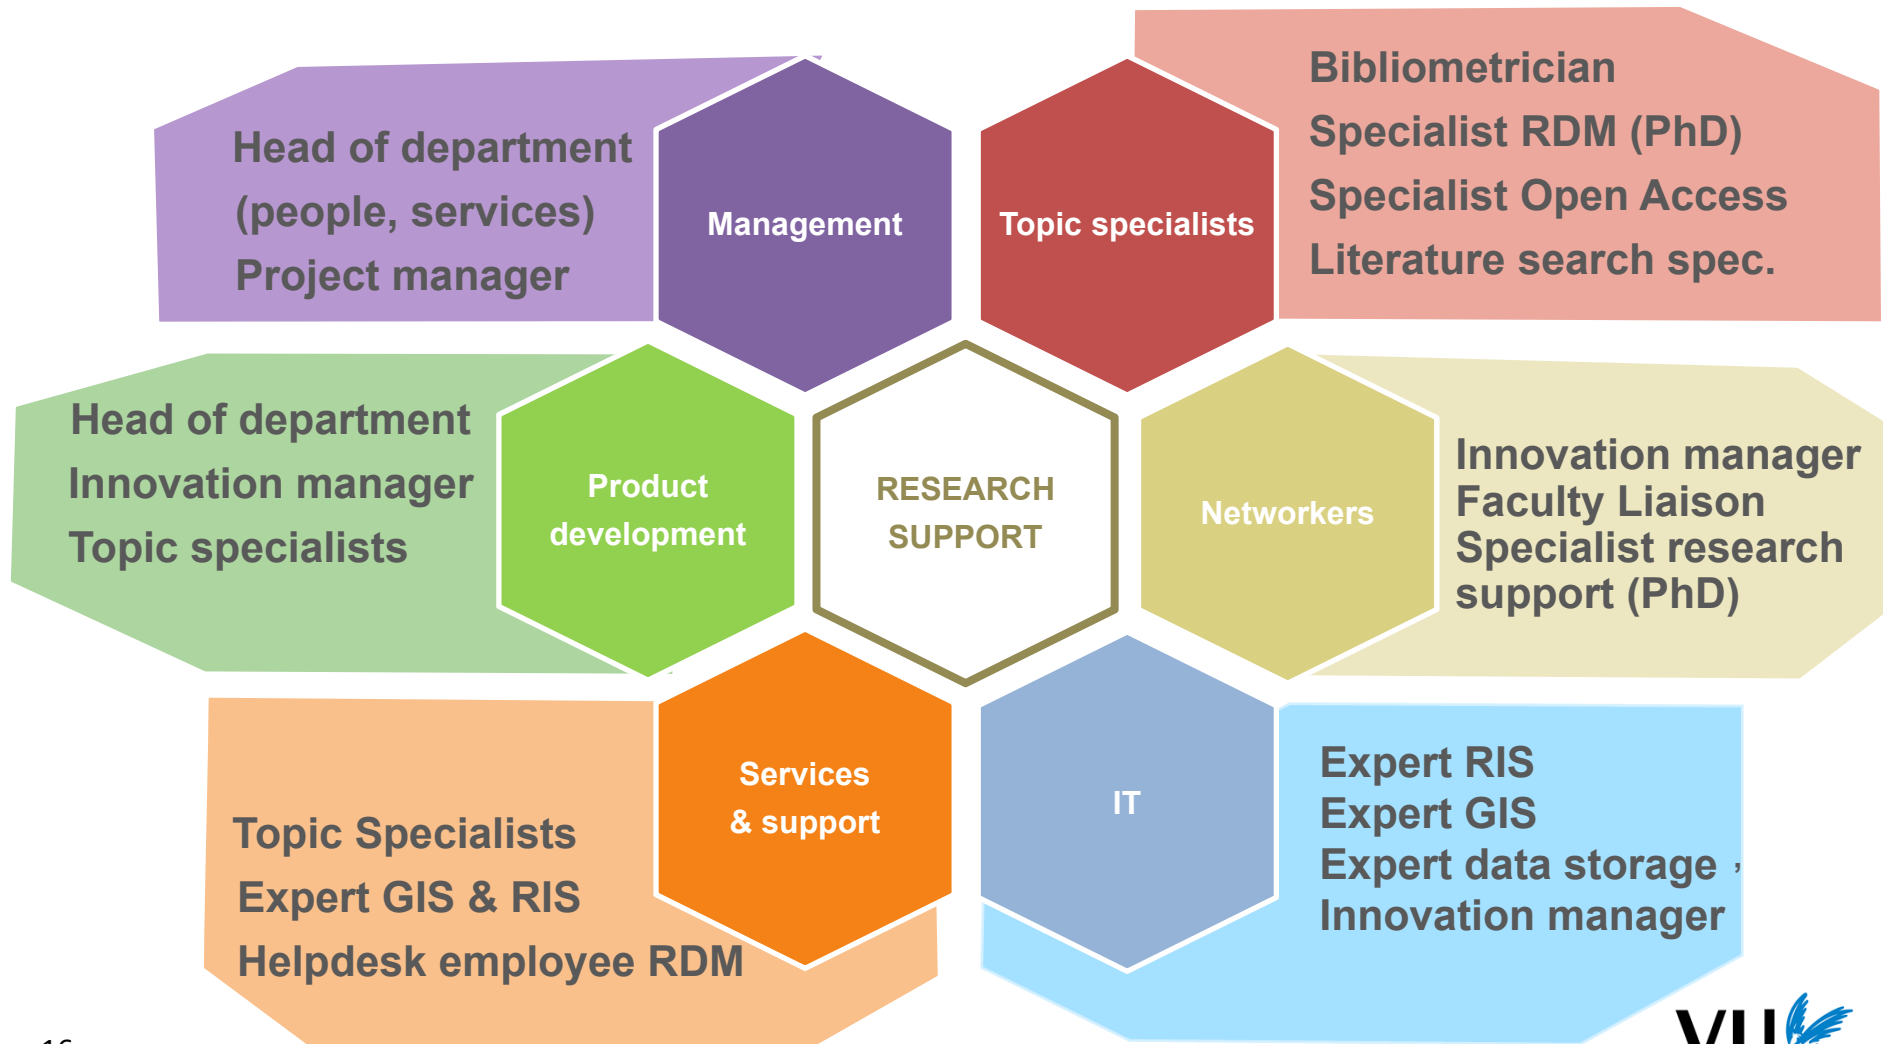 Head of department
(people, services)
Project manager
Management
Topic specialists
Bibliometrician
Specialist RDM (PhD)
Specialist Open Access
Literature search spec.
Head of department
Innovation manager
Topic specialists
Product
development
RESEARCH
SUPPORT
Networkers
Innovation manager
Faculty Liaison
Specialist research
support (PhD)
Topic Specialists
Expert GIS & RIS
Helpdesk employee RDM
Services
& support
IT
Expert RIS
Expert GIS
Expert data storage ,
Innovation manager
16
VU